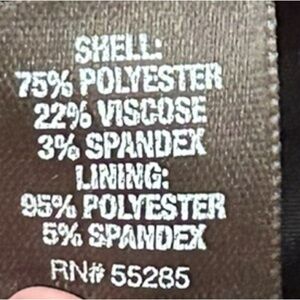 SHELL:
75% POLYESTER
22% VISCOSE
3% SPANDEX
LINING:
95% POLYESTER
5% SPANDEX
RN# 55285